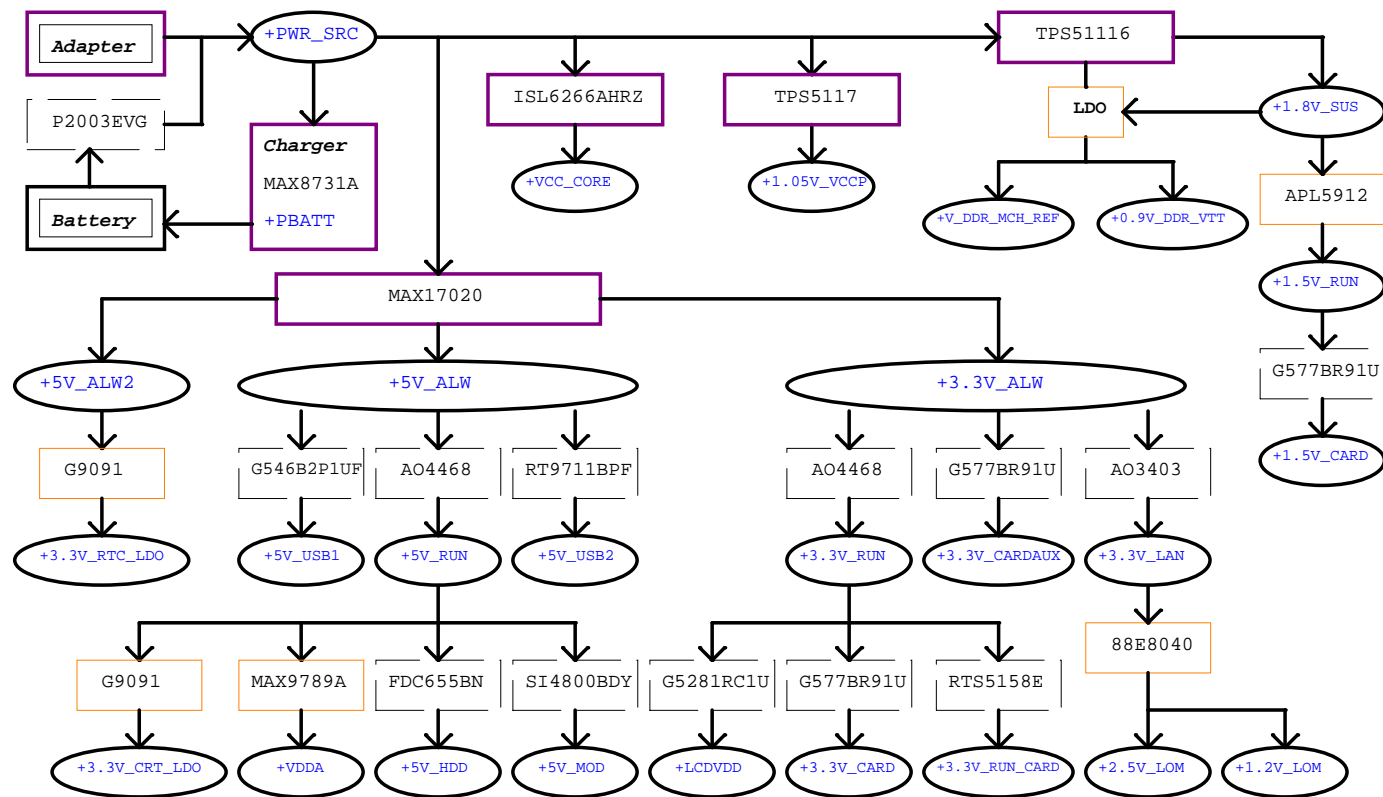 Adapter
+PWR_SRC
TPS51116
ISL6266AHRZ
TPS5117
P2003EVG
LDO
+1.8V_SUS
Charger
MAX8731A
+PBATT
+VCC_CORE
+1.05V_VCCP
Battery
+V_DDR_MCH_REF
+0.9V_DDR_VTT
APL5912
+1.5V_RUN
MAX17020
+5V_ALW2
+5V_ALW
+3.3V_ALW
G577BR91U
+1.5V_CARD
G9091
G546B2P1UF
AO4468
RT9711BPF
AO4468
G577BR91U
AO3403
+3.3V_RTC_LDO
+5V_USB1
+5V_RUN
+5V_USB2
+3.3V_RUN
+3.3V_CARDAUX
+3.3V_LAN
88E8040
G9091
MAX9789A
FDC655BN
SI4800BDY
G5281RC1U
G577BR91U
RTS5158E
+3.3V_CRT_LDO
+VDDA
+5V_HDD
+5V_MOD
+LCDVDD
+3.3V_CARD
+3.3V_RUN_CARD
+2.5V_LOM
+1.2V_LOM